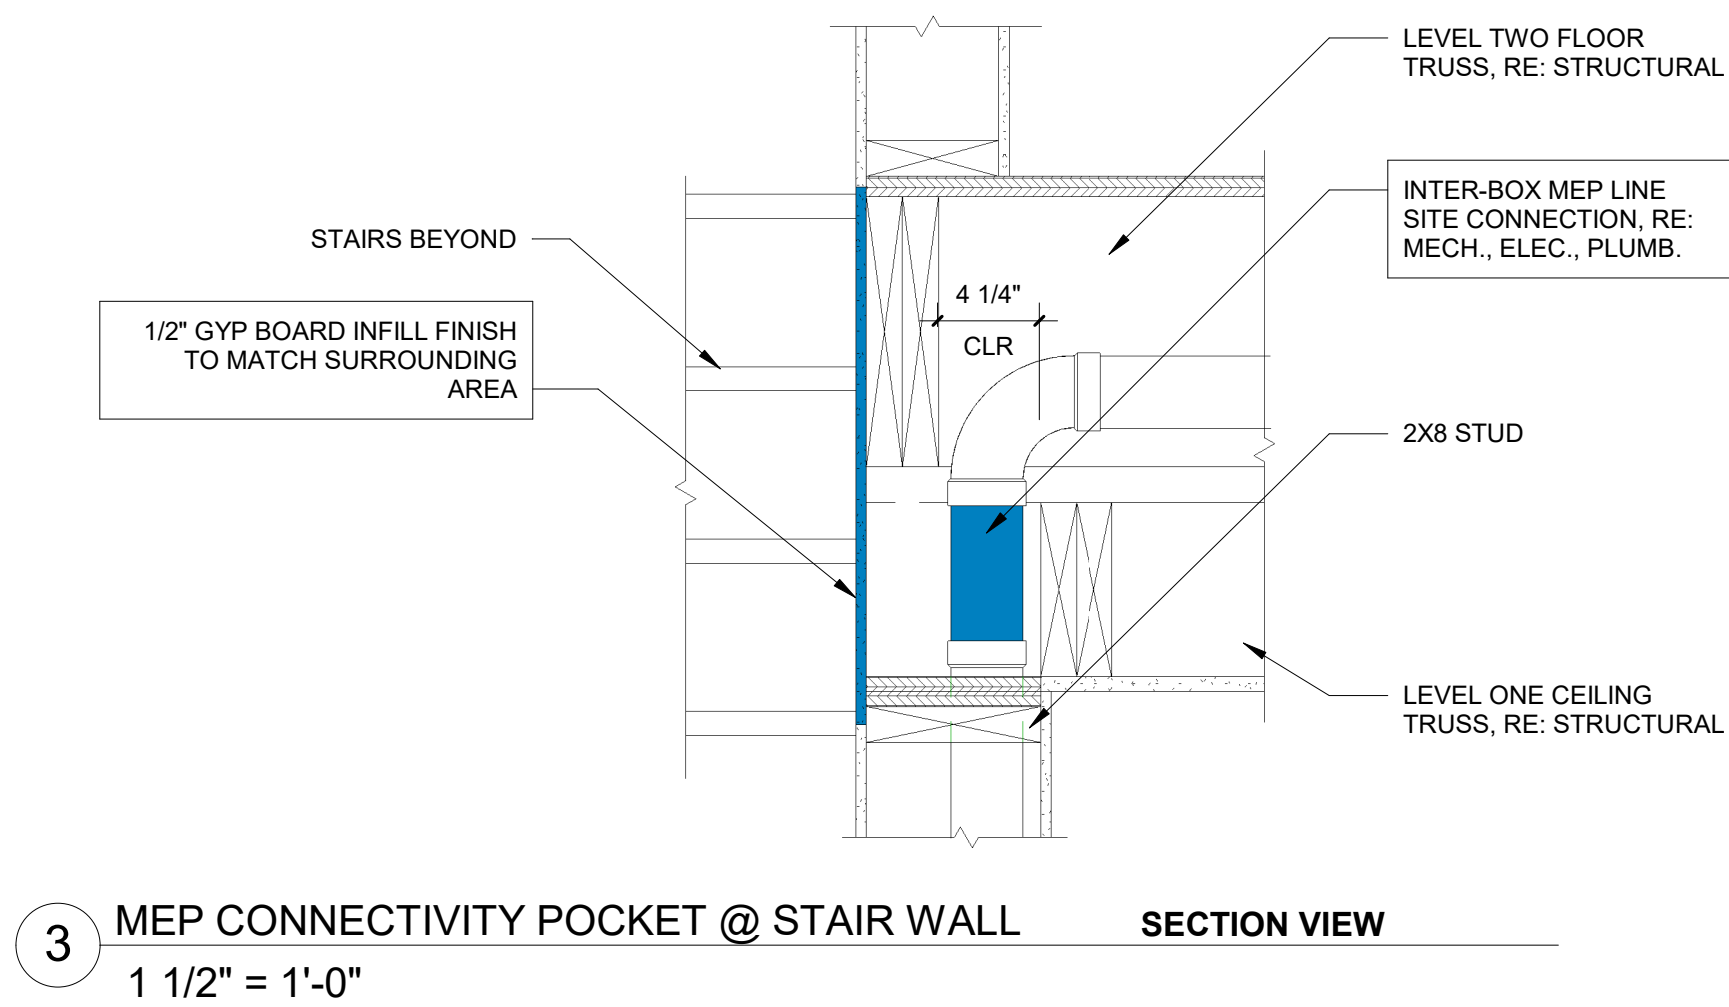 LEVEL TWO FLOOR
TRUSS, RE: STRUCTURAL
INTER-BOX MEP LINE
SITE CONNECTION, RE:
MECH., ELEC., PLUMB.
STAIRS BEYOND
4 1/4"
CLR
1/2" GYP BOARD INFILL FINISH
TO MATCH SURROUNDING
AREA
2X8 STUD
LEVEL ONE CEILING
TRUSS, RE: STRUCTURAL
3
MEP CONNECTIVITY POCKET @ STAIR WALL
SECTION VIEW
1 1/2" = 1'-0"